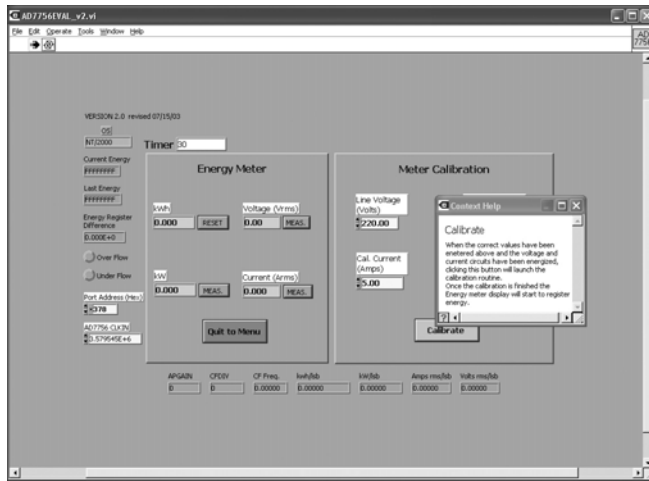 AD7756EVAL_v2.vi
File Edit Operate Tools Window Help
AD
7756
VERSION 2.0 revised 07/15/03
OS
NT/2000
Timer 00
Current Energy
FFFFFFFF
Last Energy
FFFFFFFF
Energy Register
Difference
0.000E+0
Over Flow
Under Flow
Port Address (Hex)
378
AD7756 CLKIN
3.579545E+6
Energy Meter
kWh
0.000
RESET
Voltage (Vrms)
0.00
MEAS.
kW
0.000
MEAS.
Current (Arms)
0.000
MEAS.
Quit to Menu
Meter Calibration
Line Voltage
(Volts)
220.00
Cal. Current
(Amps)
5.00
Calibrate
Context Help
Calibrate
When the correct values have been
enetered above and the voltage and
current circuits have been energized,
clicking this button will launch the
calibration routine.
Once the calibration is finished the
Energy meter display will start to register
energy.
?
APGAIN CFDIV CF Freq. kwh/lsb kW/lsb Amps rms/lsb Volts rms/lsb
0 0 0.00000 0.00000 0.00000 0.00000 0.00000